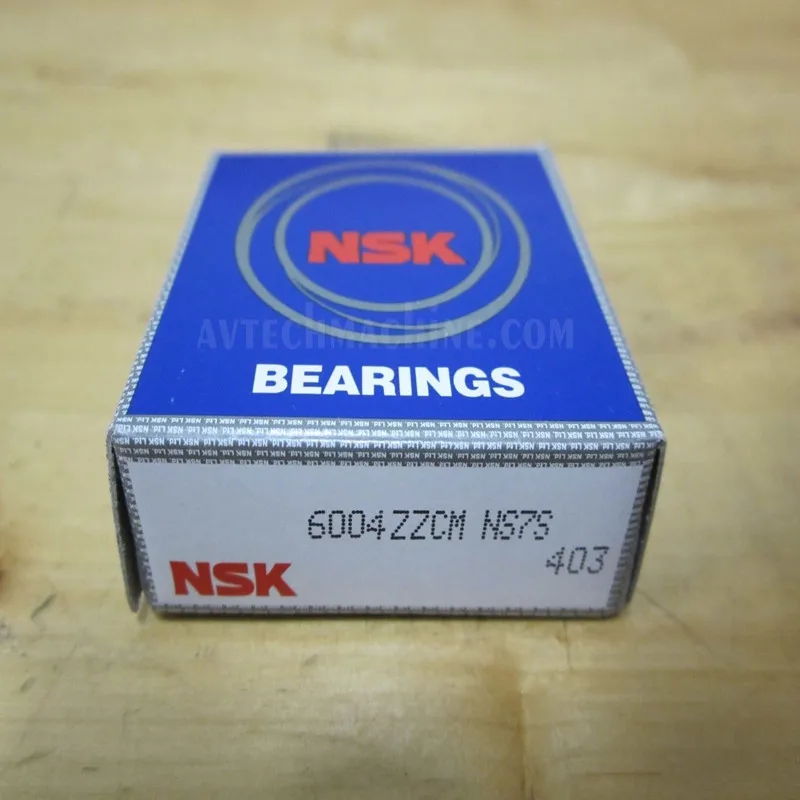 NSK
AVTECHMACHINE.COM
BEARINGS
6004ZZCM NS7S
403
NSK